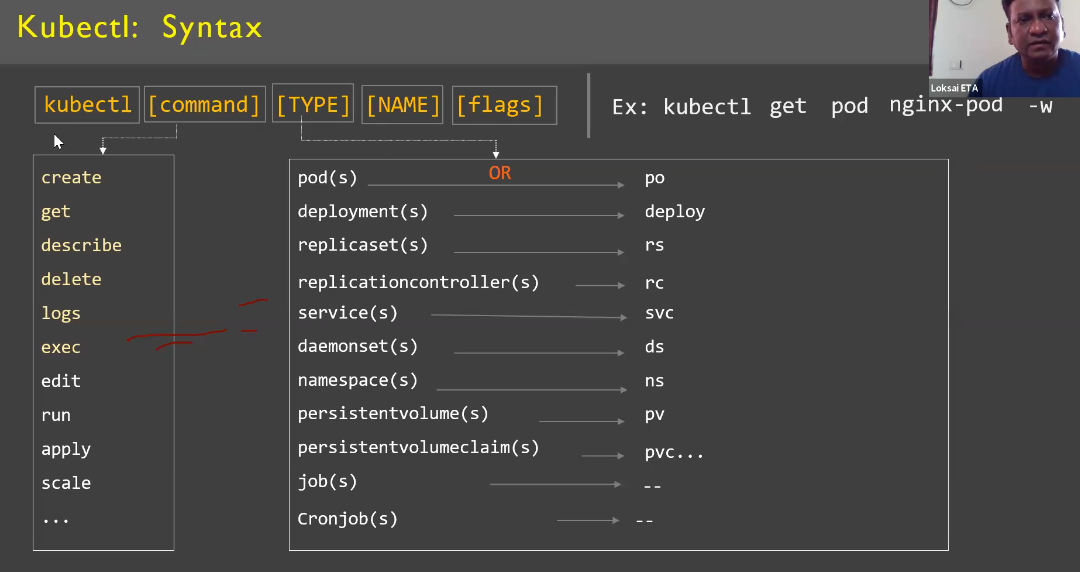 Kubectl: Syntax
Loksai ETA
kubectl [command] [TYPE] [NAME] [flags]
Ex: kubectl get pod nginx-pod -w
create
get
describe
delete
logs
exec
edit
run
apply
scale
...
OR
pod(s) po
deployment(s) deploy
replicaset(s) rs
replicationcontroller(s) rc
service(s) svc
daemonset(s) ds
namespace(s) ns
persistentvolume(s) pv
persistentvolumeclaim(s) pvc...
job(s) --
Cronjob(s) --